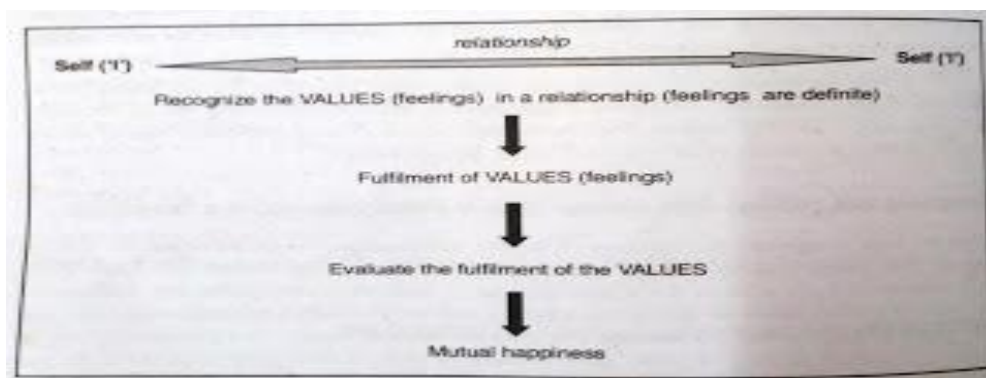 relationship
Self ('I') Self ('I')
Recognize the VALUES (feelings) in a relationship (feelings are definite)
Fulfilment of VALUES (feelings)
Evaluate the fulfilment of the VALUES
Mutual happiness